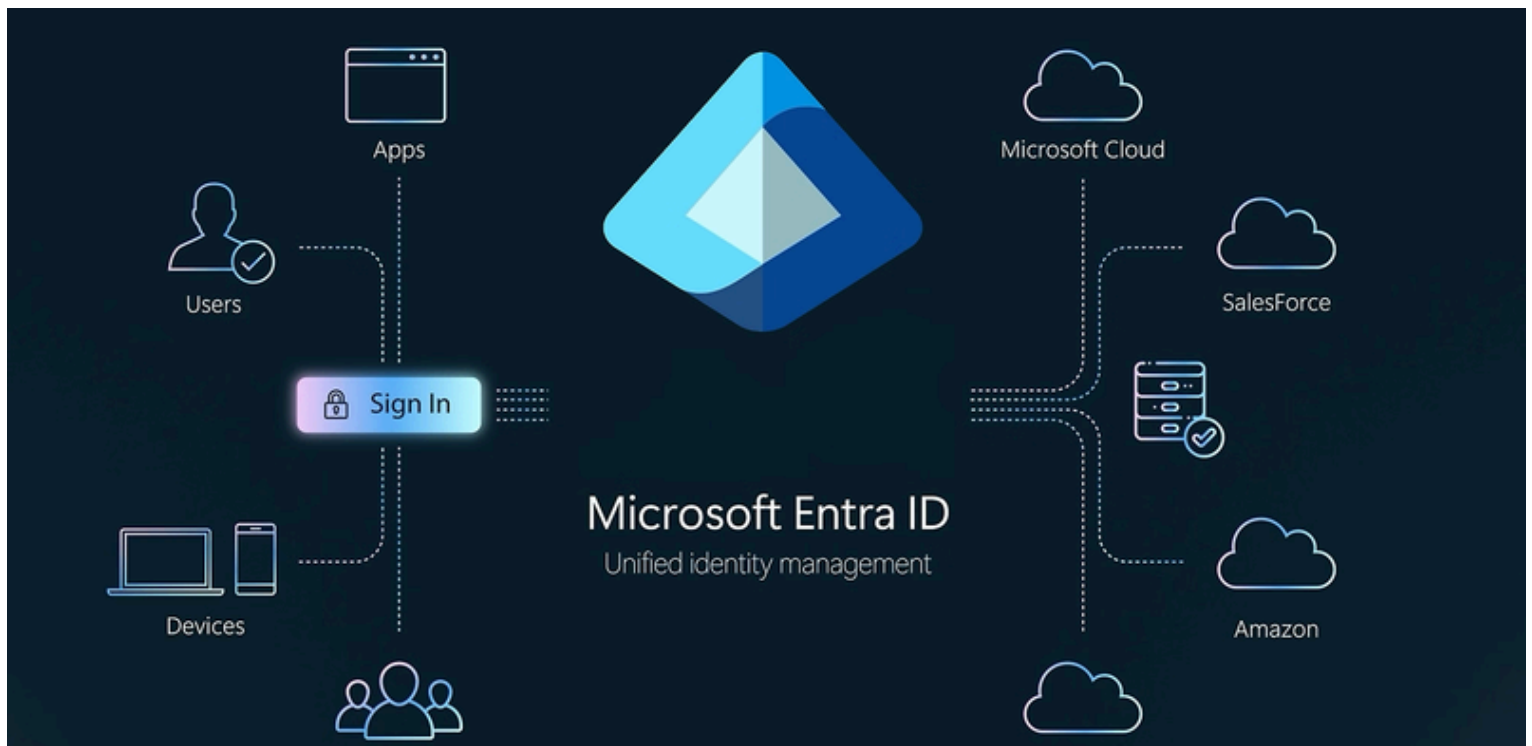 Apps
Microsoft Cloud
Users
SalesForce
Sign In
Microsoft Entra ID
Unified identity management
Devices
Amazon